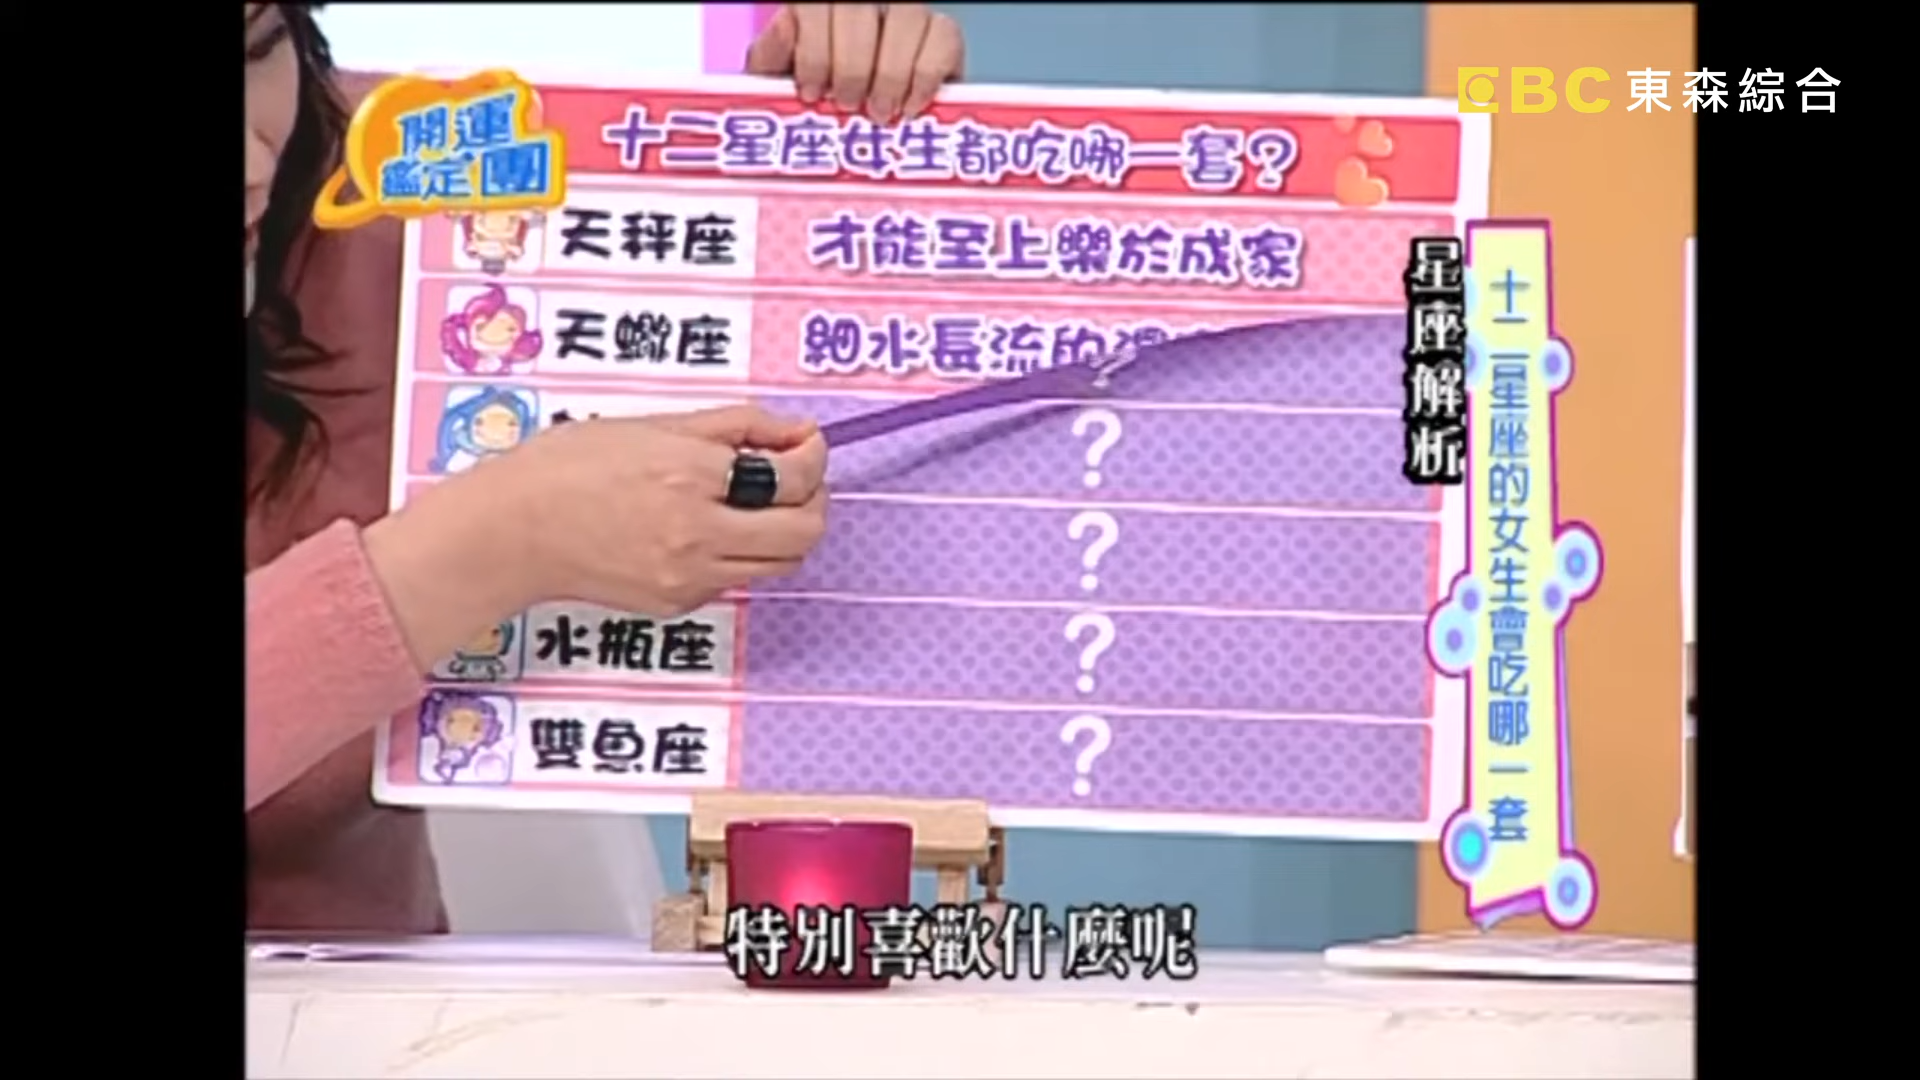 EBC 東森綜合
開運
鑑定團
十二星座女生都吃哪一套?
天秤座 才能至上樂於成家
天蠍座 細水長流的
?
?
水瓶座 ?
雙魚座 ?
星座解析
十二星座的女生會吃哪一套
特別喜歡什麼呢